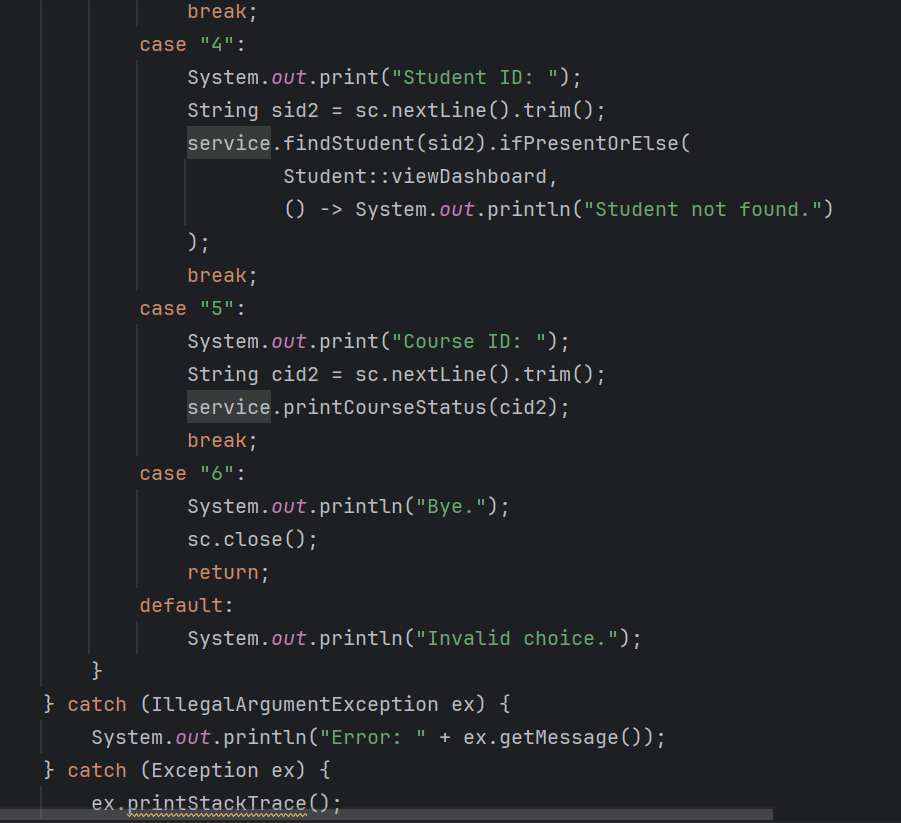 break;
case "4":
System.out.print("Student ID: ");
String sid2 = sc.nextLine().trim();
service.findStudent(sid2).ifPresentOrElse(
Student::viewDashboard,
() -> System.out.println("Student not found.")
);
break;
case "5":
System.out.print("Course ID: ");
String cid2 = sc.nextLine().trim();
service.printCourseStatus(cid2);
break;
case "6":
System.out.println("Bye.");
sc.close();
return;
default:
System.out.println("Invalid choice.");
}
} catch (IllegalArgumentException ex) {
System.out.println("Error: " + ex.getMessage());
} catch (Exception ex) {
ex.printStackTrace();